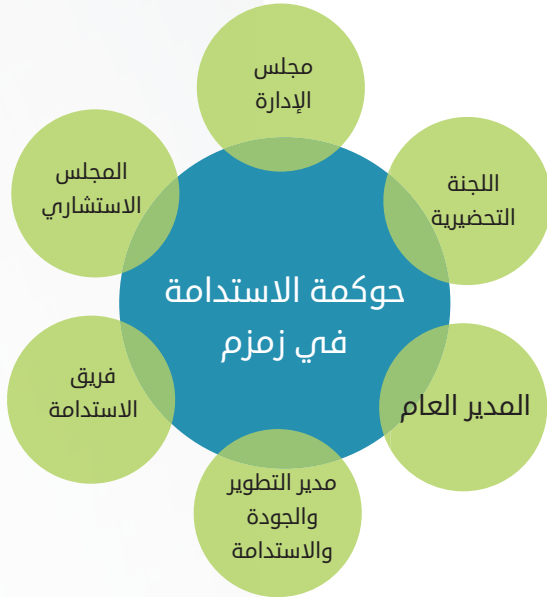 مجلس
الإدارة
اللجنة
التحضيرية
المجلس
الاستشاري
حوكمة الاستدامة
في زمزم
المدير العام
فريق
الاستدامة
مدير التطوير
والجودة
والاستدامة